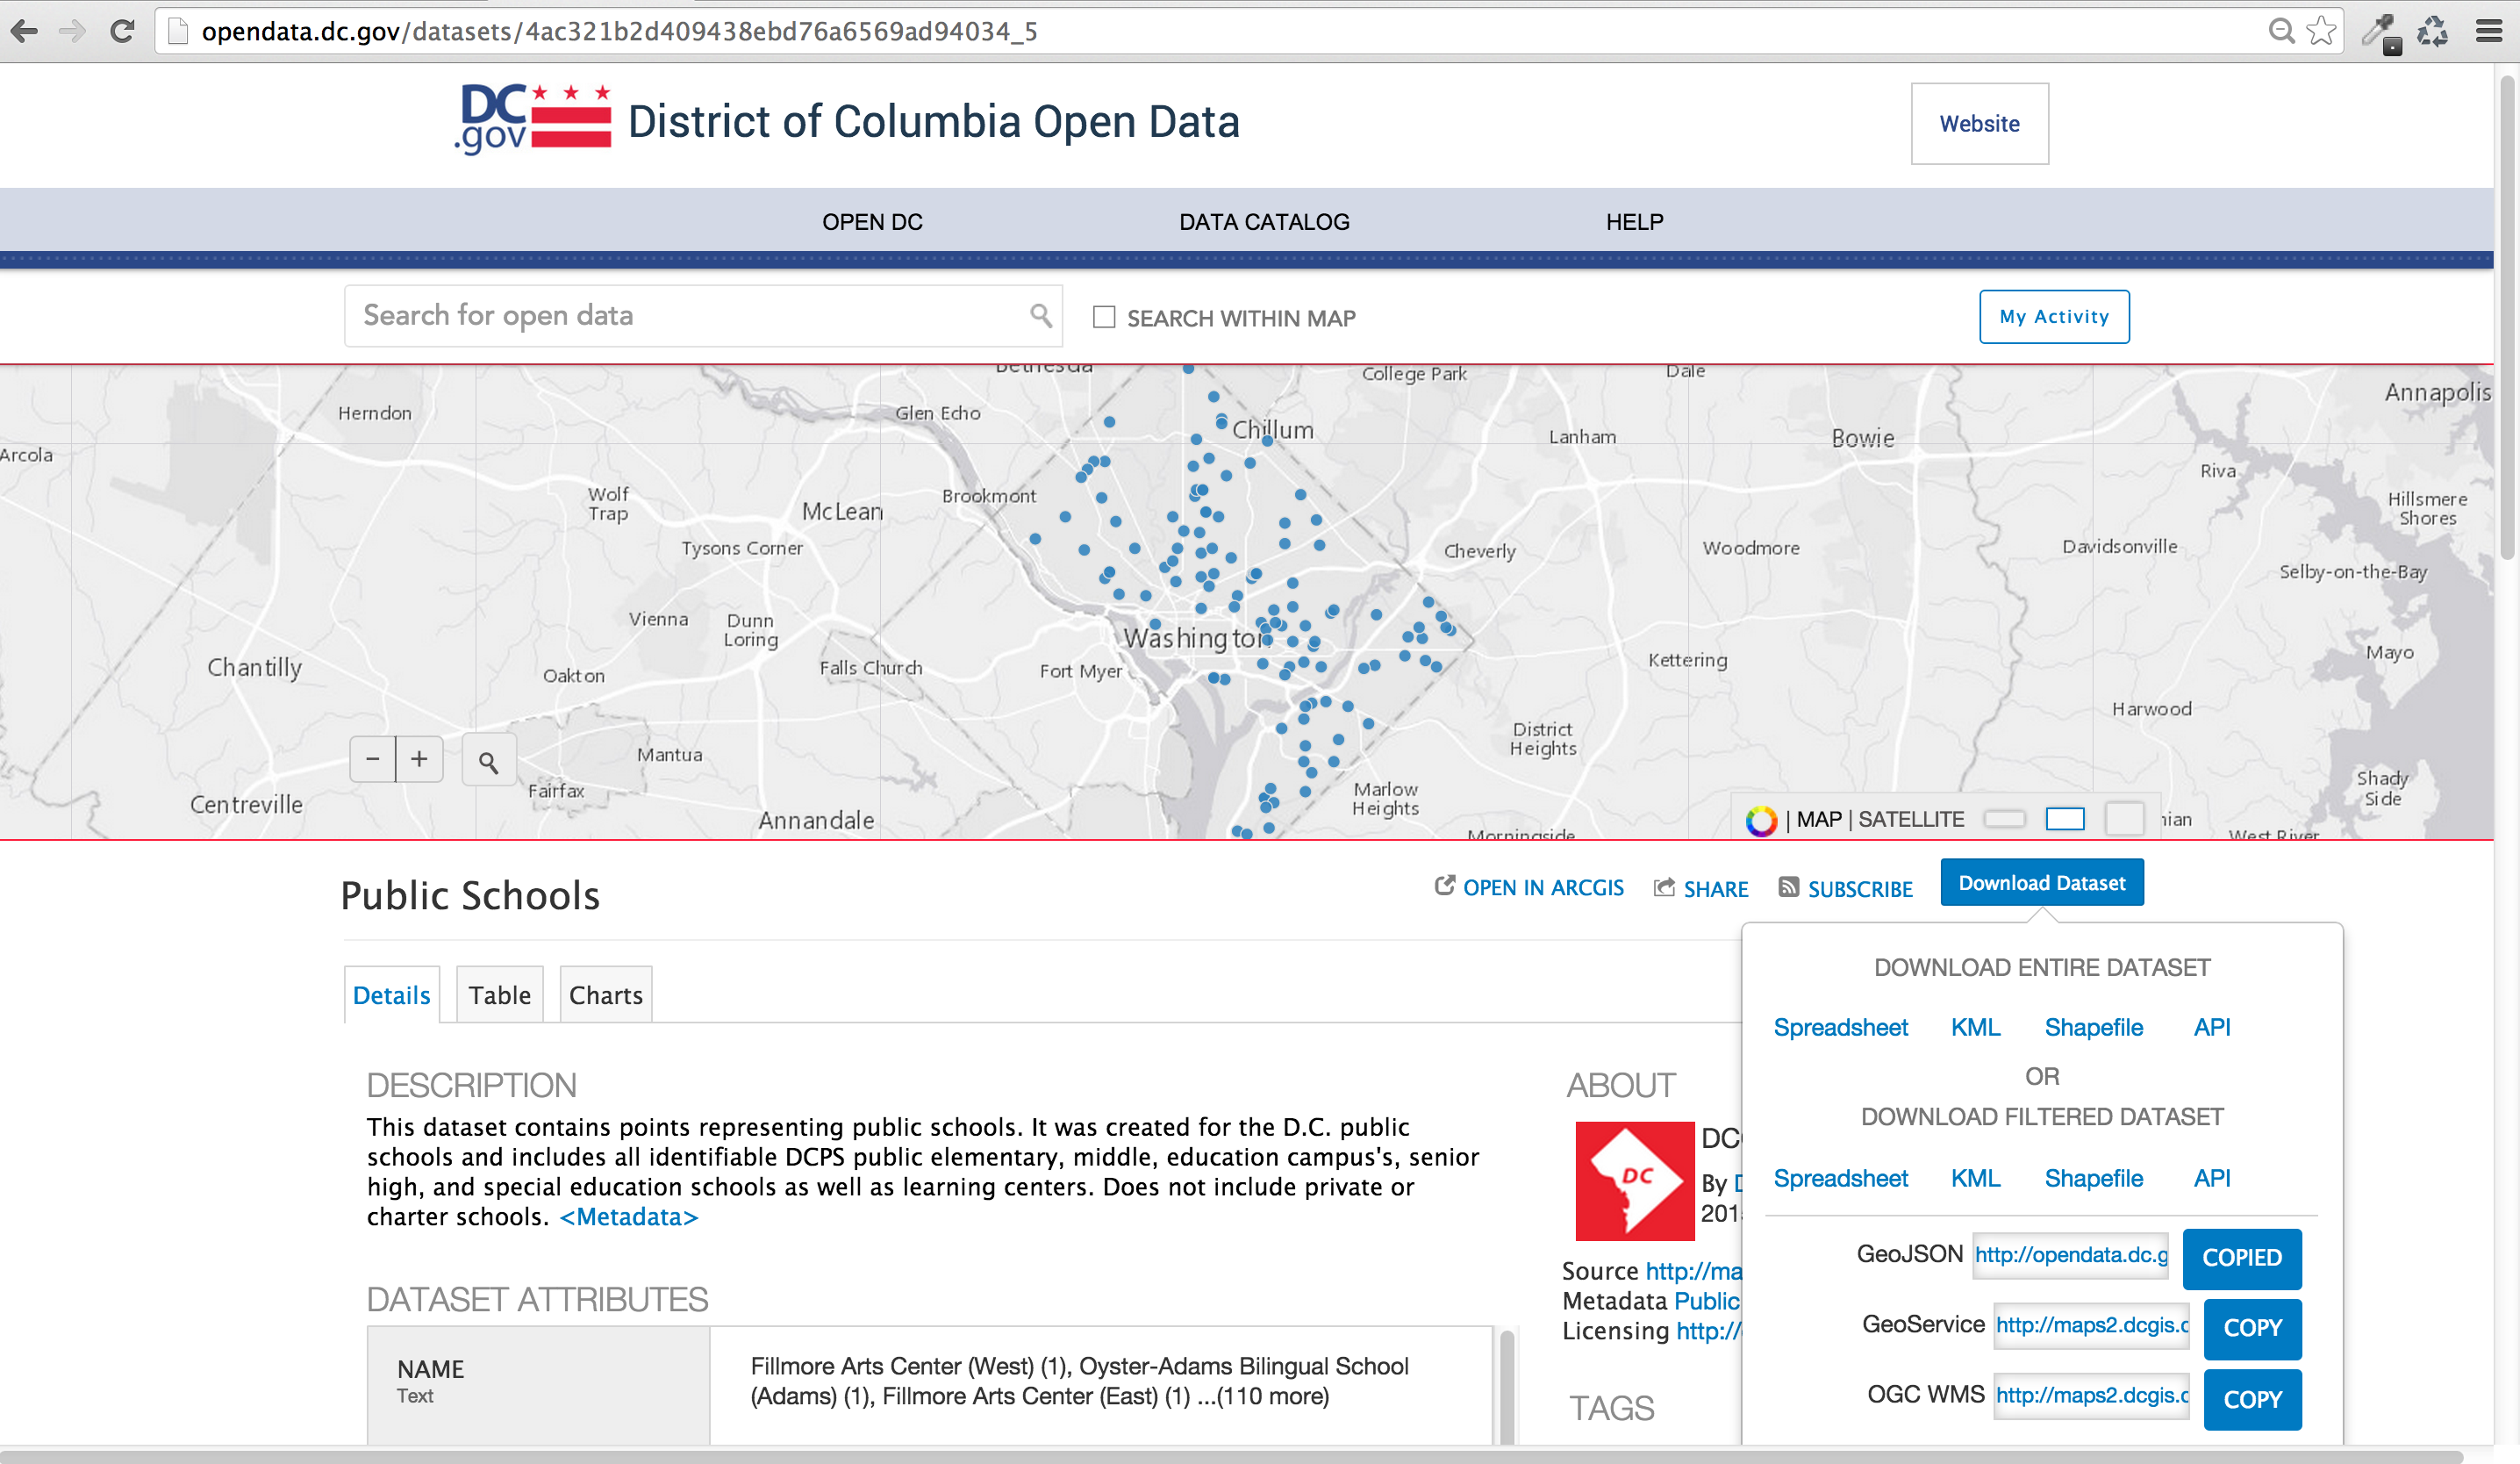 opendata.dc.gov/datasets/4ac321b2d409438ebd76a6569ad94034_5
DC
.gov
District of Columbia Open Data
Website
OPEN DC
DATA CATALOG
HELP
Search for open data
SEARCH WITHIN MAP
My Activity
Bethesda
College Park
Dale
Annapolis
Herndon
Glen Echo
Chillum
Lanham
Bowie
Arcola
Riva
Wolf
Trap
McLean
Brookmont
Hillsmere
Shores
Tysons Corner
Cheverly
Woodmore
Davidsonville
Selby-on-the-Bay
Vienna
Dunn
Loring
Washington
Chantilly
Oakton
Falls Church
Fort Myer
Kettering
Mayo
Harwood
District
Heights
Mantua
Fairfax
Centreville
Annandale
Marlow
Heights
Shady
Side
Morningside
| MAP | SATELLITE
West River
Public Schools
OPEN IN ARCGIS
SHARE
SUBSCRIBE
Download Dataset
DOWNLOAD ENTIRE DATASET
Spreadsheet
KML
Shapefile
API
OR
DOWNLOAD FILTERED DATASET
Spreadsheet
KML
Shapefile
API
GeoJSON
http://opendata.dc.g
COPIED
GeoService
http://maps2.dcgis.c
COPY
OGC WMS
http://maps2.dcgis.c
COPY
Details
Table
Charts
DESCRIPTION
This dataset contains points representing public schools. It was created for the D.C. public
schools and includes all identifiable DCPS public elementary, middle, education campus's, senior
high, and special education schools as well as learning centers. Does not include private or
charter schools. <Metadata>
DATASET ATTRIBUTES
NAME
Text
Fillmore Arts Center (West) (1), Oyster-Adams Bilingual School
(Adams) (1), Fillmore Arts Center (East) (1) ...(110 more)
ABOUT
DC
DC
By D
201
Source http://ma
Metadata Public
Licensing http://
TAGS